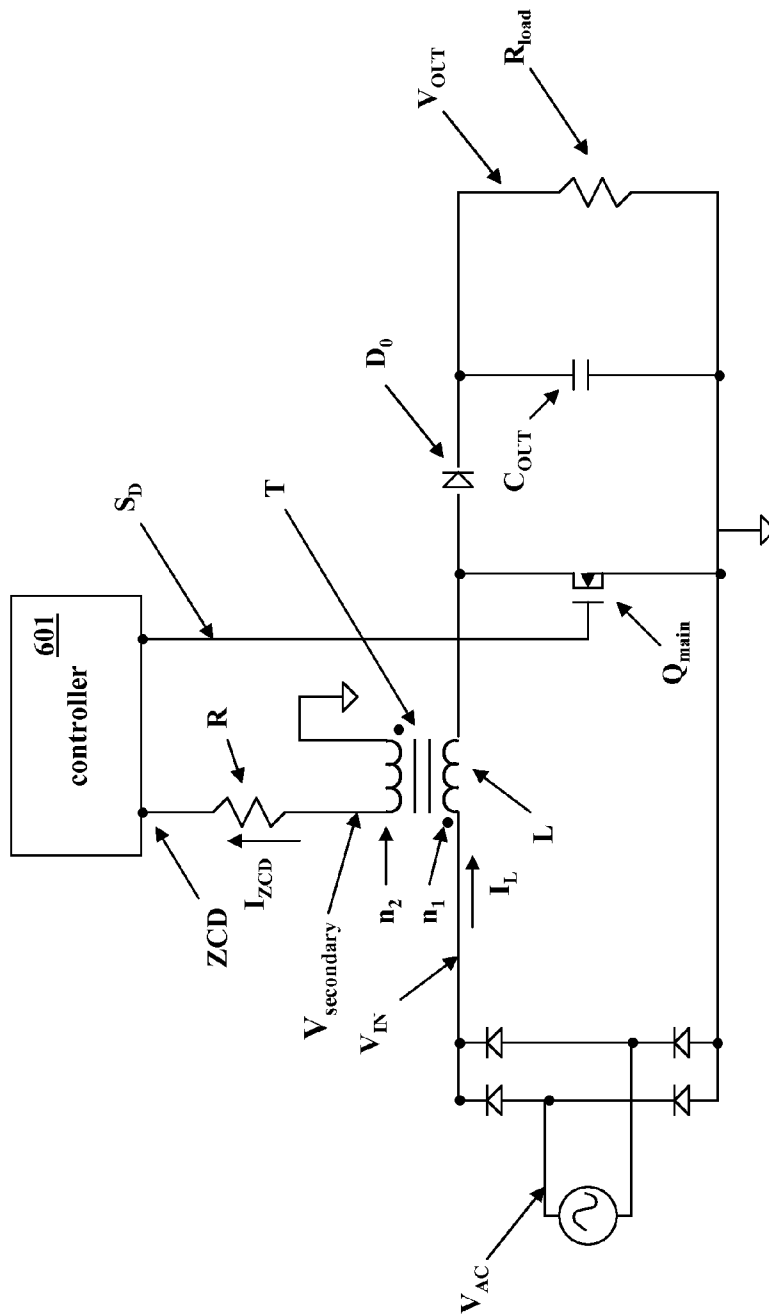 601
controller
ZCD
R
I_ZCD
S_D
V_secondary
n_2
T
n_1
V_IN
I_L
L
D_0
V_OUT
R_load
C_OUT
Q_main
V_AC